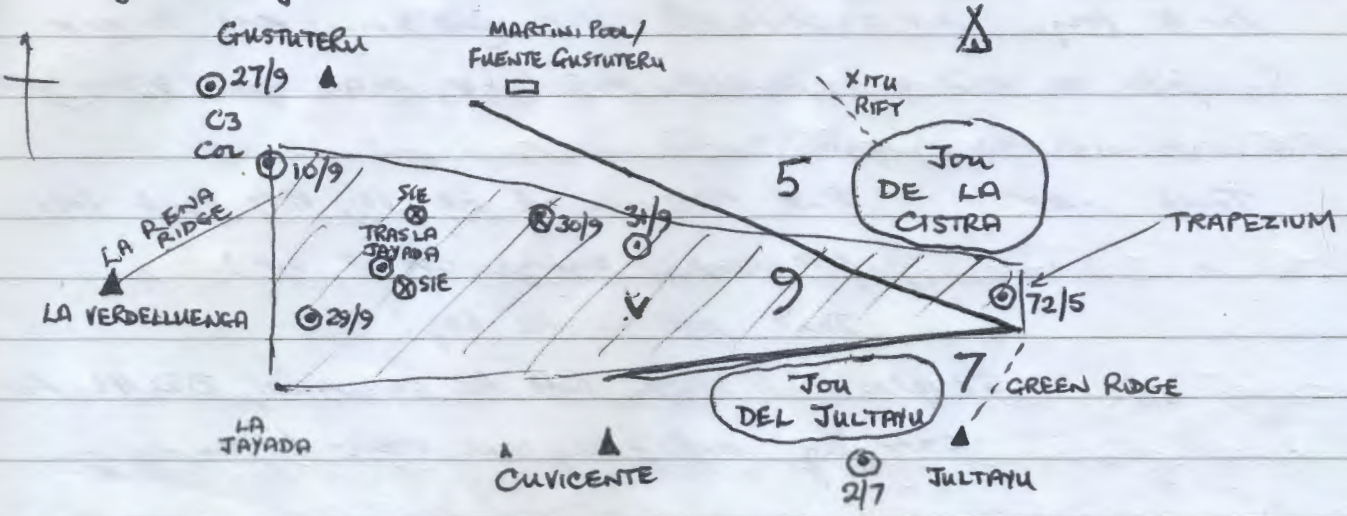 GUSTUTERU
MARTINI POOL/
FUENTE GUSTUTERU
27/9
C3
COL
XITU
RIFT
10/9
5
JOU
DE LA
CISTRA
TRAPEZIUM
LA RENA
RIDGE
SIE
TRAS LA
JAYADA
SIE
30/9
31/9
9
V
72/5
LA VERDELLUENGA
29/9
JOU
DEL JULTAYU
7
GREEN RIDGE
LA
JAYADA
CUVICENTE
2/7
JULTAYU